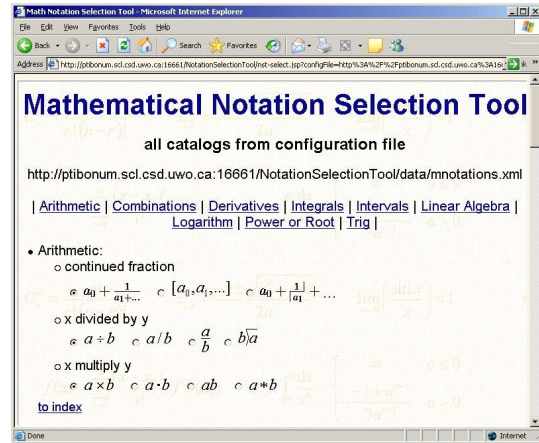 Math Notation Selection Tool - Microsoft Internet Explorer
File Edit View Favorites Tools Help
Back Search Favorites
Address http://ptibonum.scl.csd.uwo.ca:16661/NotationSelectionTool/nst-select.jsp?configFile=http%3A%2F%2Fptibonum.scl.csd.uwo.ca%3A16
Mathematical Notation Selection Tool
all catalogs from configuration file
http://ptibonum.scl.csd.uwo.ca:16661/NotationSelectionTool/data/mnotations.xml
| Arithmetic | Combinations | Derivatives | Integrals | Intervals | Linear Algebra |
Logarithm | Power or Root | Trig |
• Arithmetic:
continued fraction
a₀ + 1/(a₁+...) [a₀,a₁,...] a₀ + 1|/|a₁ + ...
x divided by y
a ÷ b a / b a/b b)a
x multiply y
a × b a · b ab a * b
to index
Done Internet